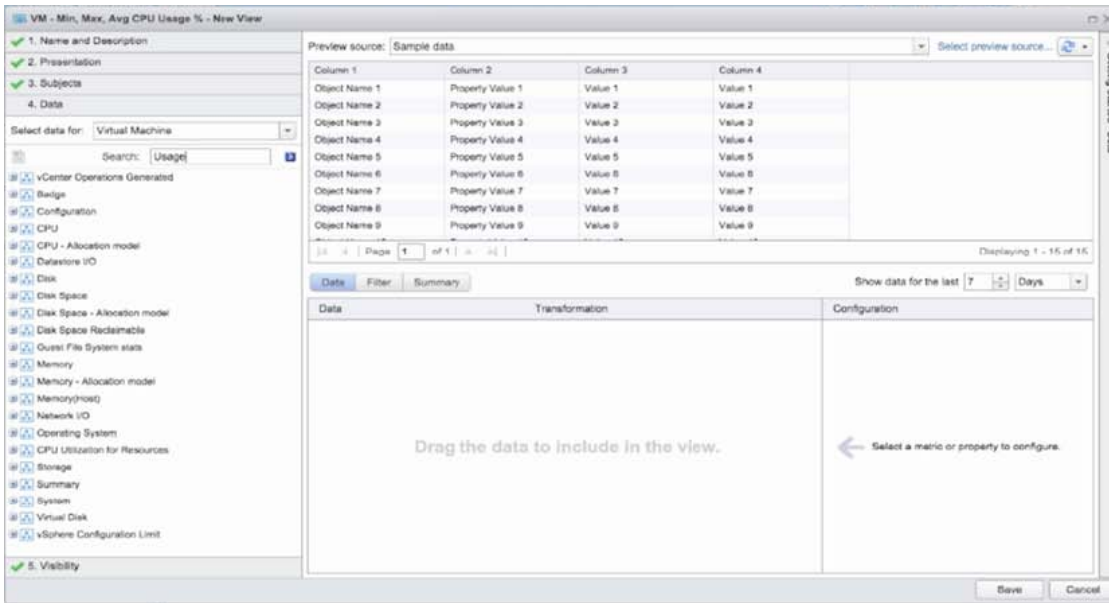 VM - Min, Max, Avg CPU Usage % - New View
1. Name and Description
2. Presentation
3. Subjects
4. Data
Select data for: Virtual Machine
Search: Usage
vCenter Operations Generated
Badge
Configuration
CPU
CPU - Allocation model
Datastore I/O
Disk
Disk Space
Disk Space - Allocation model
Disk Space Reclaimable
Guest File System stats
Memory
Memory - Allocation model
Memory(Host)
Network I/O
Operating System
CPU Utilization for Resources
Storage
Summary
System
Virtual Disk
vSphere Configuration Limit
5. Visibility
Preview source: Sample data Select preview source...
Column 1 Column 2 Column 3 Column 4
Object Name 1 Property Value 1 Value 1 Value 1
Object Name 2 Property Value 2 Value 2 Value 2
Object Name 3 Property Value 3 Value 3 Value 3
Object Name 4 Property Value 4 Value 4 Value 4
Object Name 5 Property Value 5 Value 5 Value 5
Object Name 6 Property Value 6 Value 6 Value 6
Object Name 7 Property Value 7 Value 7 Value 7
Object Name 8 Property Value 8 Value 8 Value 8
Object Name 9 Property Value 9 Value 9 Value 9
Page 1 of 1 Displaying 1 - 15 of 15
Data Filter Summary Show data for the last 7 Days
Data Transformation Configuration
Drag the data to include in the view. Select a metric or property to configure.
Save Cancel